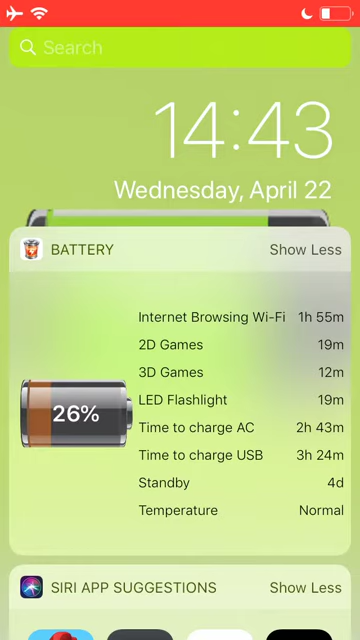 Search
14:43
Wednesday, April 22
BATTERY Show Less
Internet Browsing Wi-Fi 1h 55m
2D Games 19m
3D Games 12m
LED Flashlight 19m
Time to charge AC 2h 43m
Time to charge USB 3h 24m
Standby 4d
Temperature Normal
26%
SIRI APP SUGGESTIONS Show Less